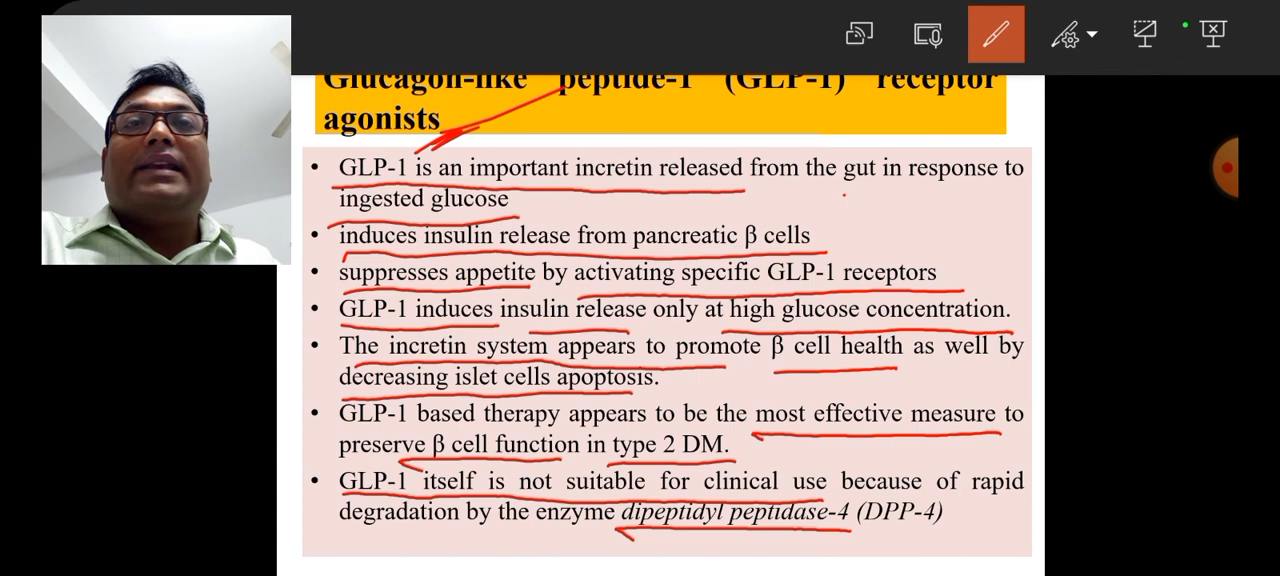 Glucagon-like peptide-1 (GLP-1) receptor
agonists
• GLP-1 is an important incretin released from the gut in response to
ingested glucose
• induces insulin release from pancreatic β cells
• suppresses appetite by activating specific GLP-1 receptors
• GLP-1 induces insulin release only at high glucose concentration.
• The incretin system appears to promote β cell health as well by
decreasing islet cells apoptosis.
• GLP-1 based therapy appears to be the most effective measure to
preserve β cell function in type 2 DM.
• GLP-1 itself is not suitable for clinical use because of rapid
degradation by the enzyme dipeptidyl peptidase-4 (DPP-4)